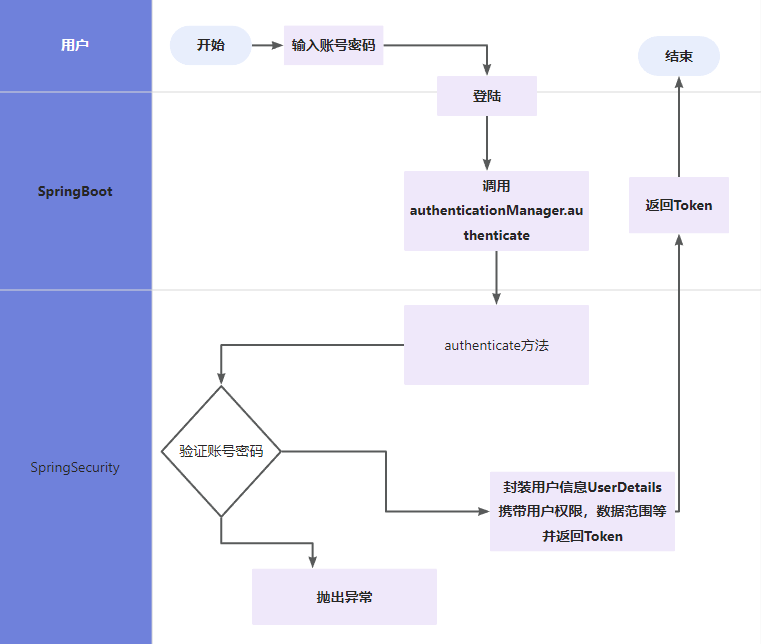 用户
开始
输入账号密码
结束
登陆
SpringBoot
调用
authenticationManager.au
thenticate
返回Token
authenticate方法
SpringSecurity
验证账号密码
封装用户信息UserDetails
携带用户权限，数据范围等
并返回Token
抛出异常